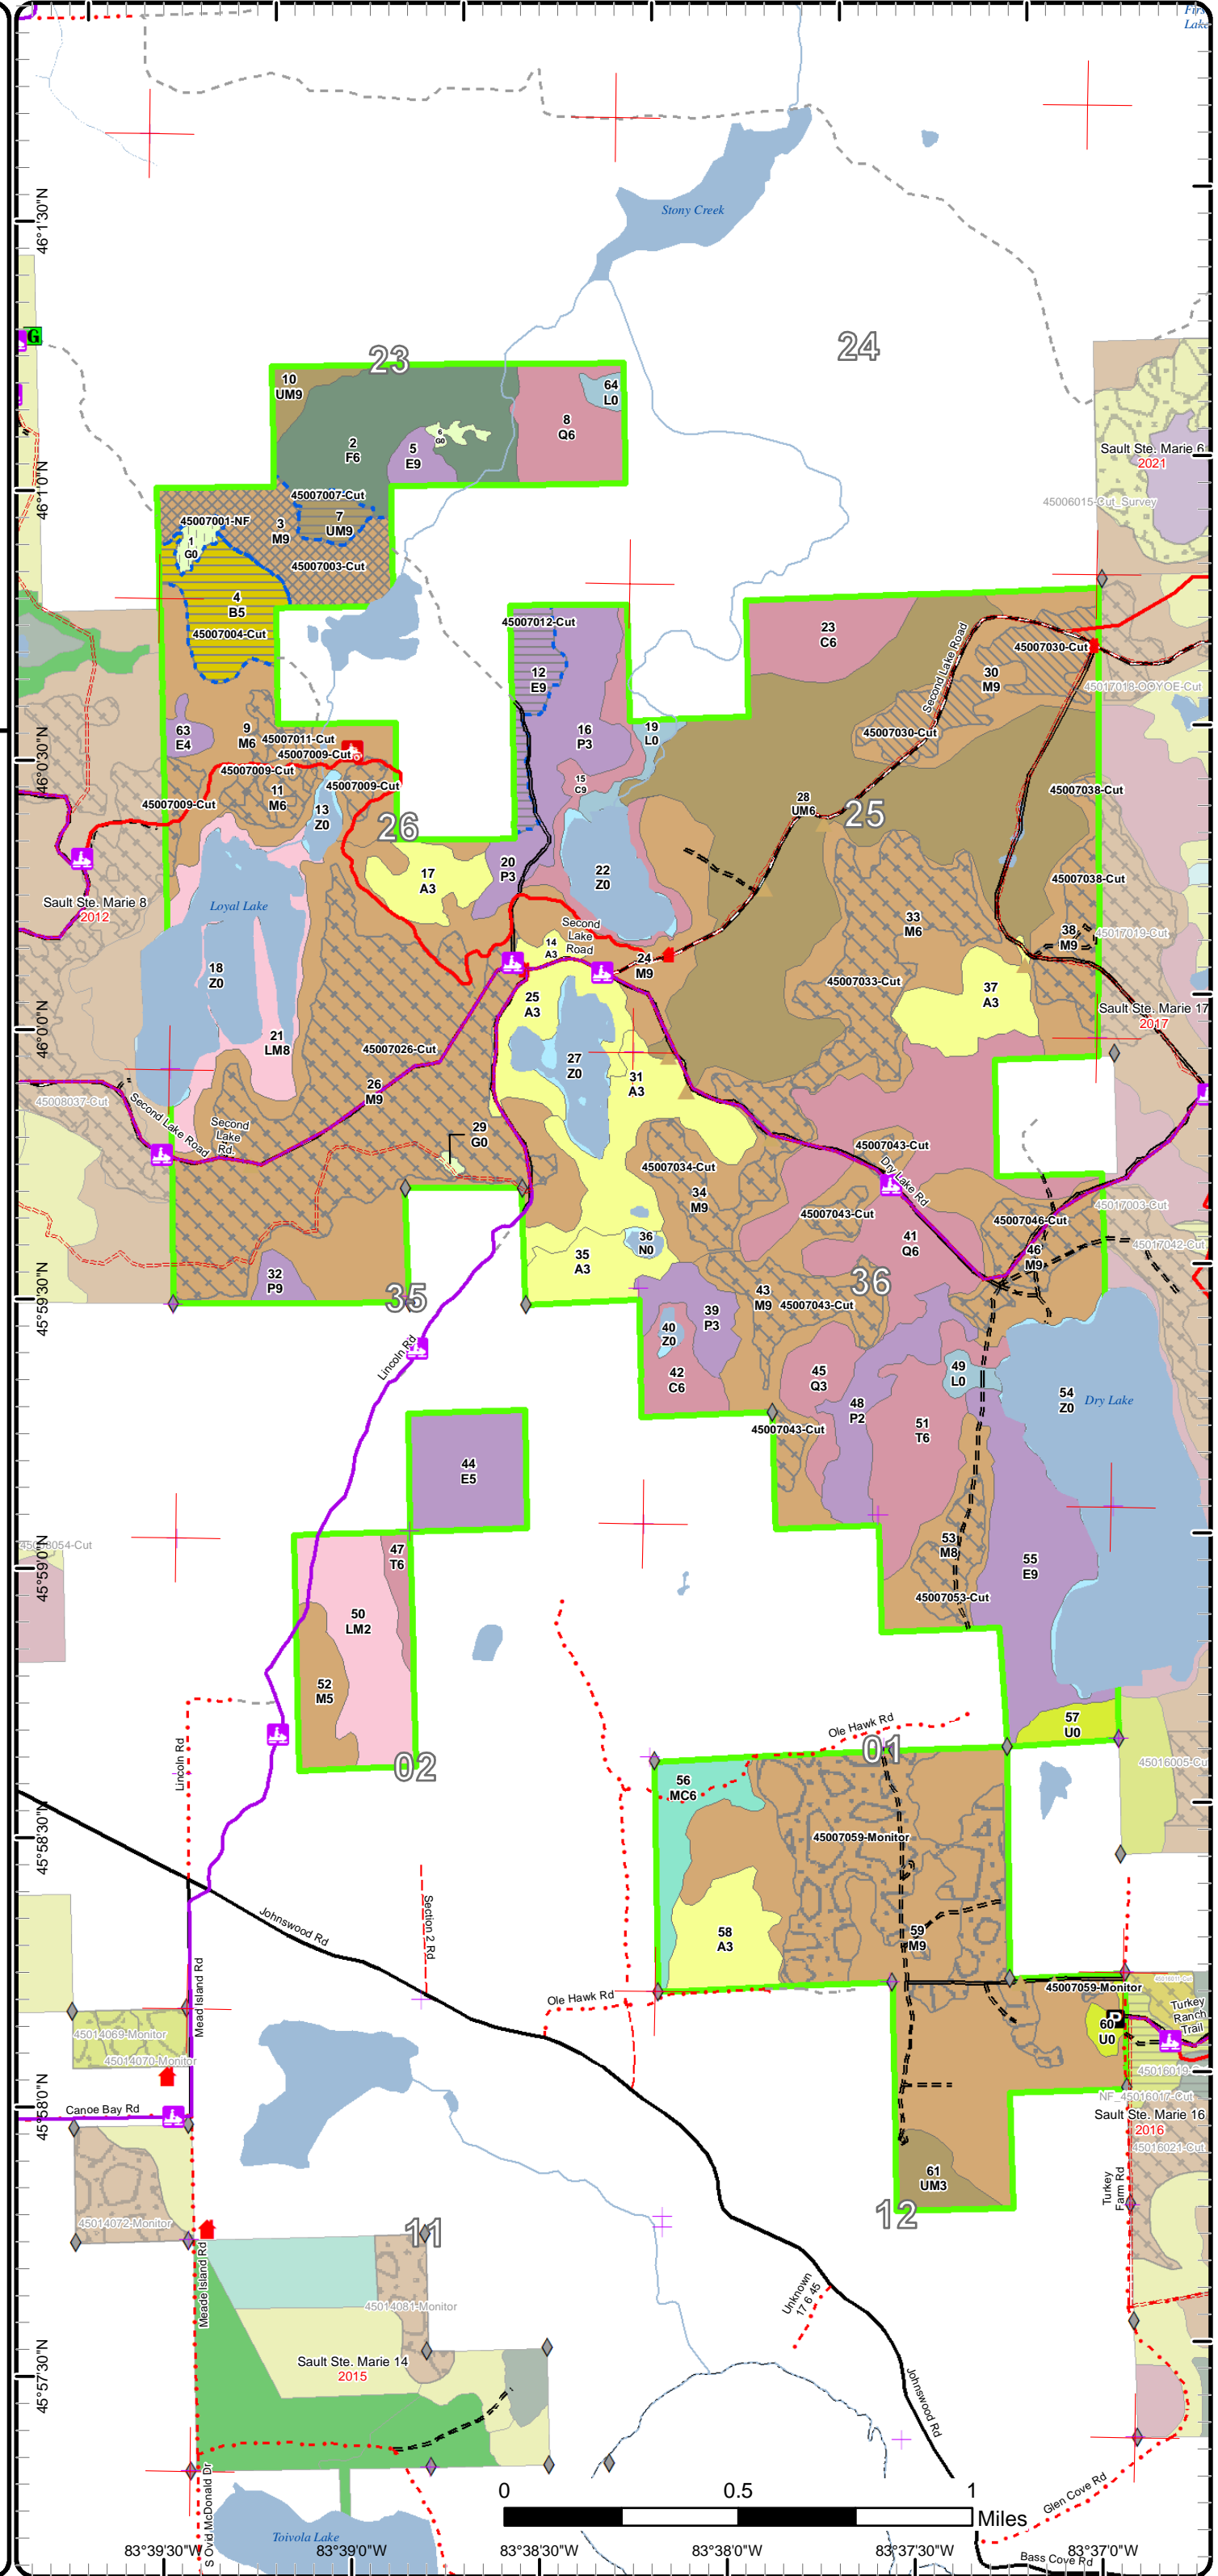 First
Lake
46°1'30"N
Stony Creek
G
23
24
10
UM9
64
L0
8
Q6
2
F6
5
E9
6
G0
Sault Ste. Marie 6
2021
46°1'0"N
45007007-Cut
45006015-Cut_Survey
7
UM9
45007001-NF
3
M9
1
G0
45007003-Cut
4
B5
45007004-Cut
45007012-Cut
23
C6
Second Lake Road
45007030-Cut
12
E9
30
M9
45017018-OOYOE-Cut
63
E4
9
M6
45007011-Cut
45007009-Cut
16
P3
19
L0
45007030-Cut
46°0'30"N
45007009-Cut
45007009-Cut
15
C9
45007009-Cut
11
M6
13
Z0
28
UM6
25
45007038-Cut
26
17
A3
20
P3
22
Z0
45007038-Cut
Sault Ste. Marie 8
2012
Loyal Lake
Second
Lake
Road
33
M6
38
M9
45017019-Cut
14
A3
24
M9
18
Z0
45007033-Cut
37
A3
25
A3
Sault Ste. Marie 17
2017
46°0'0"N
21
LM8
45007026-Cut
27
Z0
31
A3
26
M9
45008037-Cut
Second Lake Road
Second
Lake
Rd.
29
G0
45007043-Cut
45007034-Cut
34
M9
Dry Lake Rd
45007043-Cut
45007046-Cut
45017003-Cut
36
N0
41
Q6
45017042-Cut
35
A3
46
M9
32
P9
35
36
45°59'30"N
43
M9
45007043-Cut
39
P3
40
Z0
Lincoln Rd
42
C6
45
Q3
49
L0
54
Z0
Dry Lake
48
P2
51
T6
45007043-Cut
44
E5
47
T6
53
M8
55
E9
45°59'0"N
45007053-Cut
50
LM2
52
M5
57
U0
Ole Hawk Rd
01
02
Lincoln Rd
56
MC6
45°58'30"N
45007059-Monitor
Johnswood Rd
Section 2 Rd
58
A3
59
M9
Mead Island Rd
Ole Hawk Rd
45007059-Monitor
Turkey
Ranch
Trail
P
60
U0
45014069-Monitor
45014070-Monitor
45°58'0"N
Canoe Bay Rd
NF_45016017-Cut
Sault Ste. Marie 16
2016
45016021-Cut
61
UM3
Turkey
Farm Rd
45014072-Monitor
11
12
Meade Island Rd
Unknown
17 6 45
45014081-Monitor
Sault Ste. Marie 14
2015
45°57'30"N
Johnswood Rd
S Ovid McDonald Dr
0
0.5
1
Miles
Glen Cove Rd
Toivola Lake
83°39'30"W
83°39'0"W
83°38'30"W
83°38'0"W
83°37'30"W
83°37'0"W
Bass Cove Rd